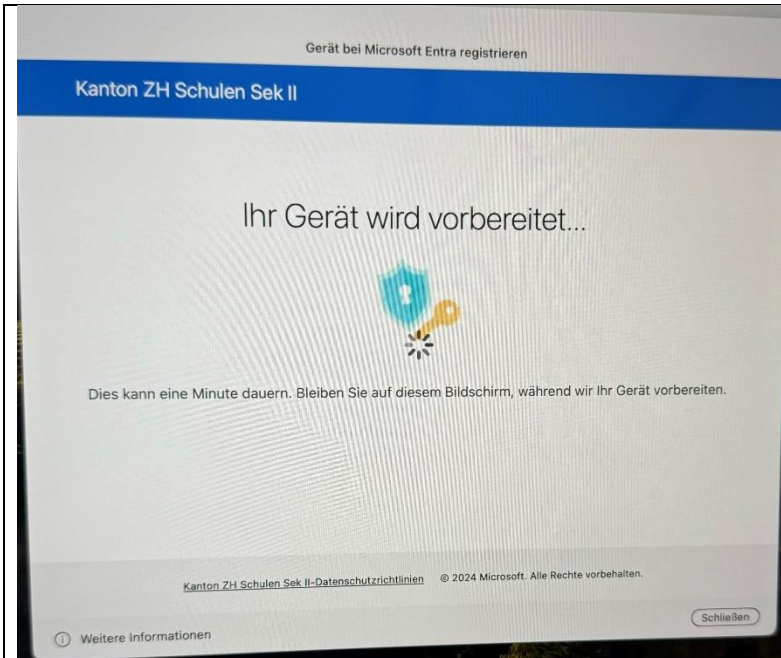 Gerät bei Microsoft Entra registrieren
Kanton ZH Schulen Sek II
Ihr Gerät wird vorbereitet...
Dies kann eine Minute dauern. Bleiben Sie auf diesem Bildschirm, während wir Ihr Gerät vorbereiten.
Kanton ZH Schulen Sek II-Datenschutzrichtlinien © 2024 Microsoft. Alle Rechte vorbehalten.
Schließen
Weitere Informationen